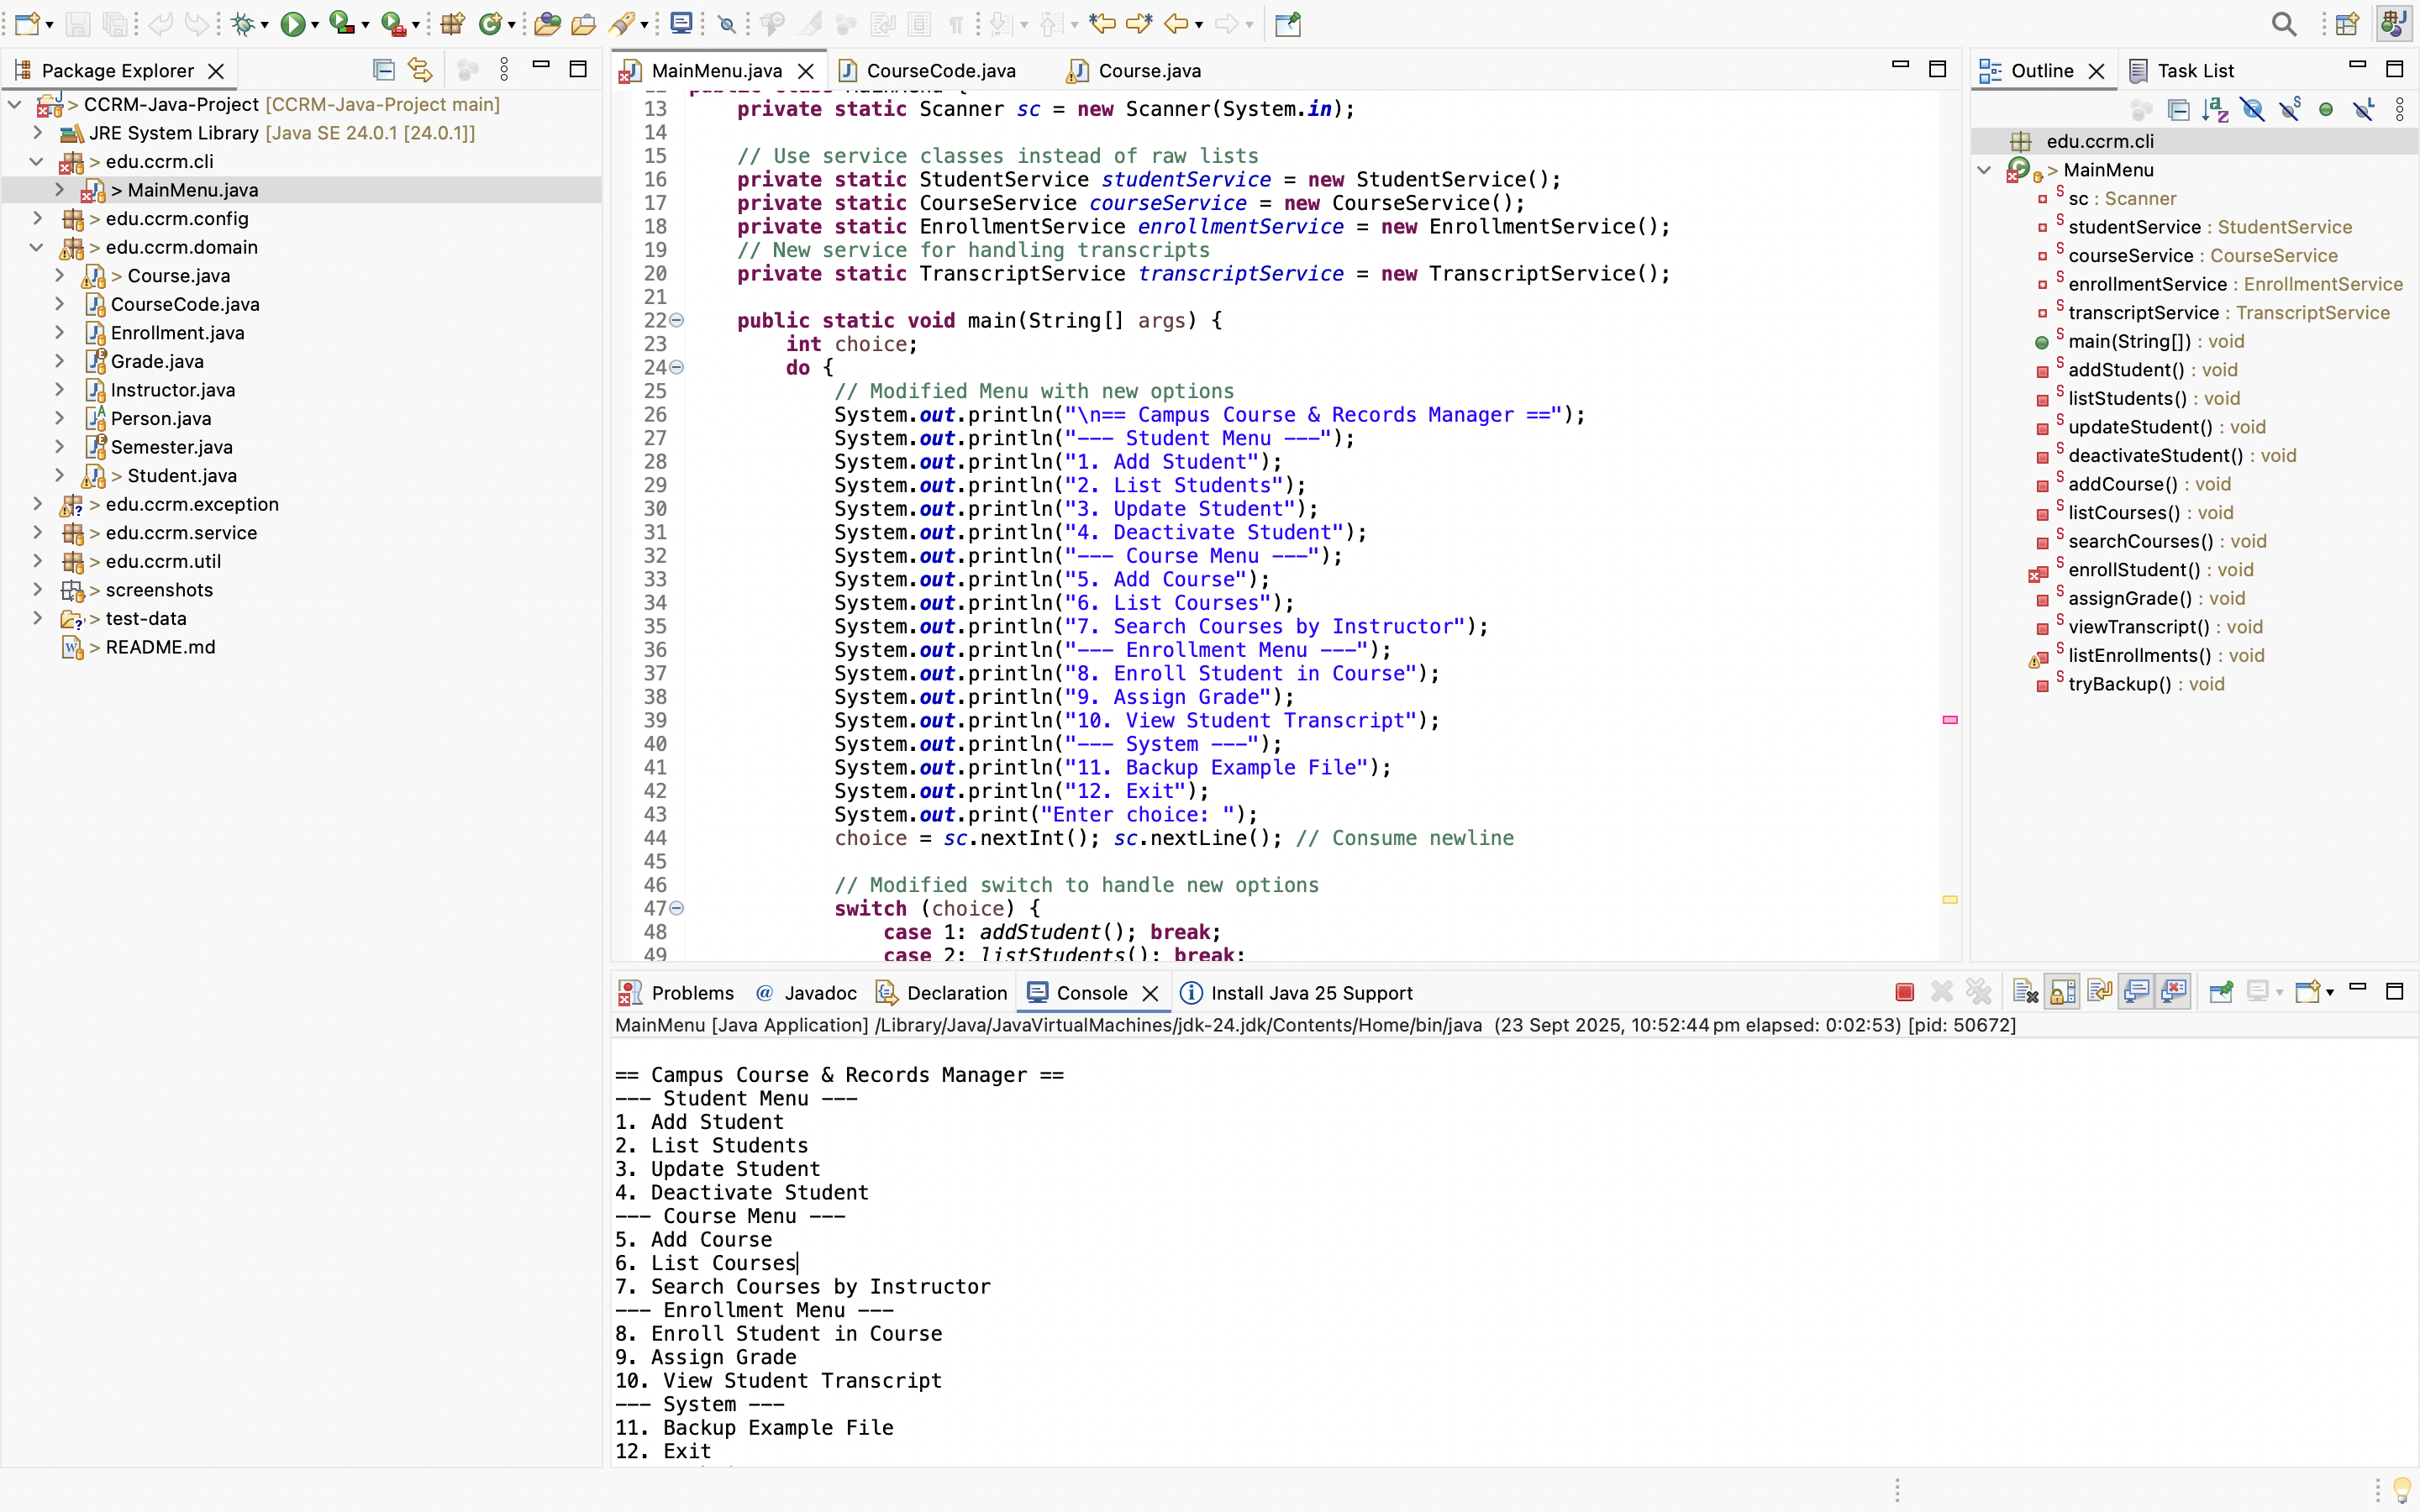 Package Explorer
CCRM-Java-Project [CCRM-Java-Project main]
JRE System Library [Java SE 24.0.1 [24.0.1]]
> edu.ccrm.cli
> MainMenu.java
> edu.ccrm.config
> edu.ccrm.domain
> Course.java
CourseCode.java
Enrollment.java
Grade.java
Instructor.java
Person.java
Semester.java
> Student.java
> edu.ccrm.exception
> edu.ccrm.service
> edu.ccrm.util
> screenshots
> test-data
> README.md
MainMenu.java CourseCode.java Course.java
13 private static Scanner sc = new Scanner(System.in);
14
15 // Use service classes instead of raw lists
16 private static StudentService studentService = new StudentService();
17 private static CourseService courseService = new CourseService();
18 private static EnrollmentService enrollmentService = new EnrollmentService();
19 // New service for handling transcripts
20 private static TranscriptService transcriptService = new TranscriptService();
21
22 public static void main(String[] args) {
23 int choice;
24 do {
25 // Modified Menu with new options
26 System.out.println("\n== Campus Course & Records Manager ==");
27 System.out.println("--- Student Menu ---");
28 System.out.println("1. Add Student");
29 System.out.println("2. List Students");
30 System.out.println("3. Update Student");
31 System.out.println("4. Deactivate Student");
32 System.out.println("--- Course Menu ---");
33 System.out.println("5. Add Course");
34 System.out.println("6. List Courses");
35 System.out.println("7. Search Courses by Instructor");
36 System.out.println("--- Enrollment Menu ---");
37 System.out.println("8. Enroll Student in Course");
38 System.out.println("9. Assign Grade");
39 System.out.println("10. View Student Transcript");
40 System.out.println("--- System ---");
41 System.out.println("11. Backup Example File");
42 System.out.println("12. Exit");
43 System.out.print("Enter choice: ");
44 choice = sc.nextInt(); sc.nextLine(); // Consume newline
45
46 // Modified switch to handle new options
47 switch (choice) {
48 case 1: addStudent(); break;
49 case 2: listStudents(); break;
Outline Task List
edu.ccrm.cli
> MainMenu
sc : Scanner
studentService : StudentService
courseService : CourseService
enrollmentService : EnrollmentService
transcriptService : TranscriptService
main(String[]) : void
addStudent() : void
listStudents() : void
updateStudent() : void
deactivateStudent() : void
addCourse() : void
listCourses() : void
searchCourses() : void
enrollStudent() : void
assignGrade() : void
viewTranscript() : void
listEnrollments() : void
tryBackup() : void
Problems @ Javadoc Declaration Console Install Java 25 Support
MainMenu [Java Application] /Library/Java/JavaVirtualMachines/jdk-24.jdk/Contents/Home/bin/java (23 Sept 2025, 10:52:44 pm elapsed: 0:02:53) [pid: 50672]
== Campus Course & Records Manager ==
--- Student Menu ---
1. Add Student
2. List Students
3. Update Student
4. Deactivate Student
--- Course Menu ---
5. Add Course
6. List Courses
7. Search Courses by Instructor
--- Enrollment Menu ---
8. Enroll Student in Course
9. Assign Grade
10. View Student Transcript
--- System ---
11. Backup Example File
12. Exit